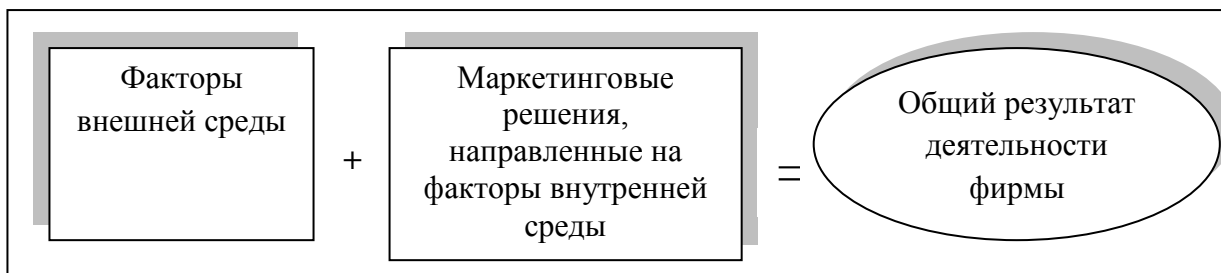 Факторы
внешней среды
+
Маркетинговые
решения,
направленные на
факторы внутренней
среды
=
Общий результат
деятельности
фирмы